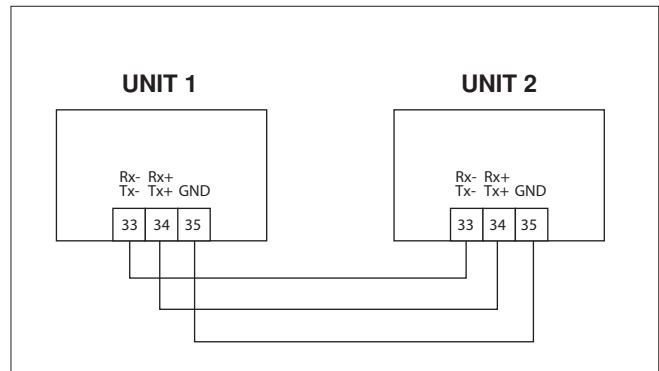 UNIT 1
UNIT 2
Rx- Rx+
Tx- Tx+ GND
33 34 35
Rx- Rx+
Tx- Tx+ GND
33 34 35